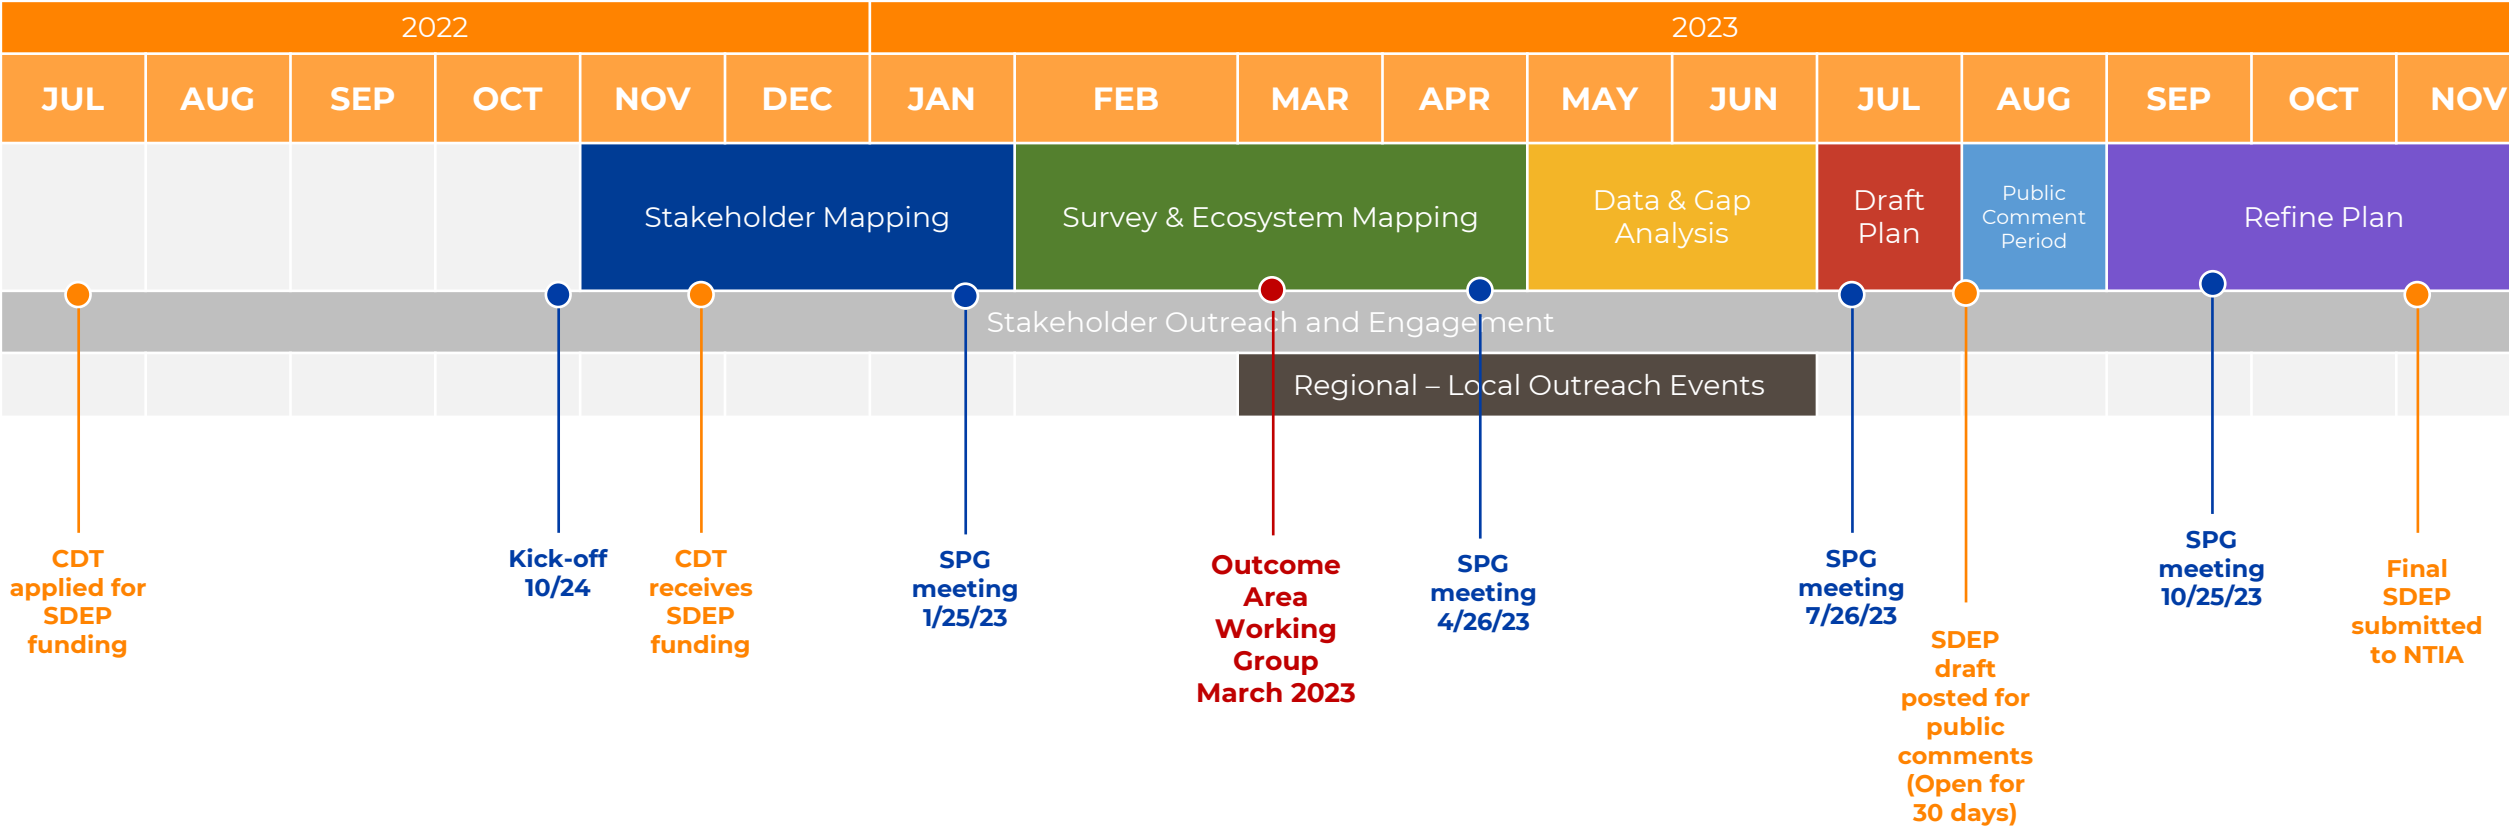 2022
2023
JUL
AUG
SEP
OCT
NOV
DEC
JAN
FEB
MAR
APR
MAY
JUN
JUL
AUG
SEP
OCT
NOV
Stakeholder Mapping
Survey & Ecosystem Mapping
Data & Gap
Analysis
Draft
Plan
Public
Comment
Period
Refine Plan
Stakeholder Outreach and Engagement
Regional – Local Outreach Events
CDT
applied for
SDEP
funding
Kick-off
10/24
CDT
receives
SDEP
funding
SPG
meeting
1/25/23
Outcome
Area
Working
Group
March 2023
SPG
meeting
4/26/23
SPG
meeting
7/26/23
SDEP
draft
posted for
public
comments
(Open for
30 days)
SPG
meeting
10/25/23
Final
SDEP
submitted
to NTIA